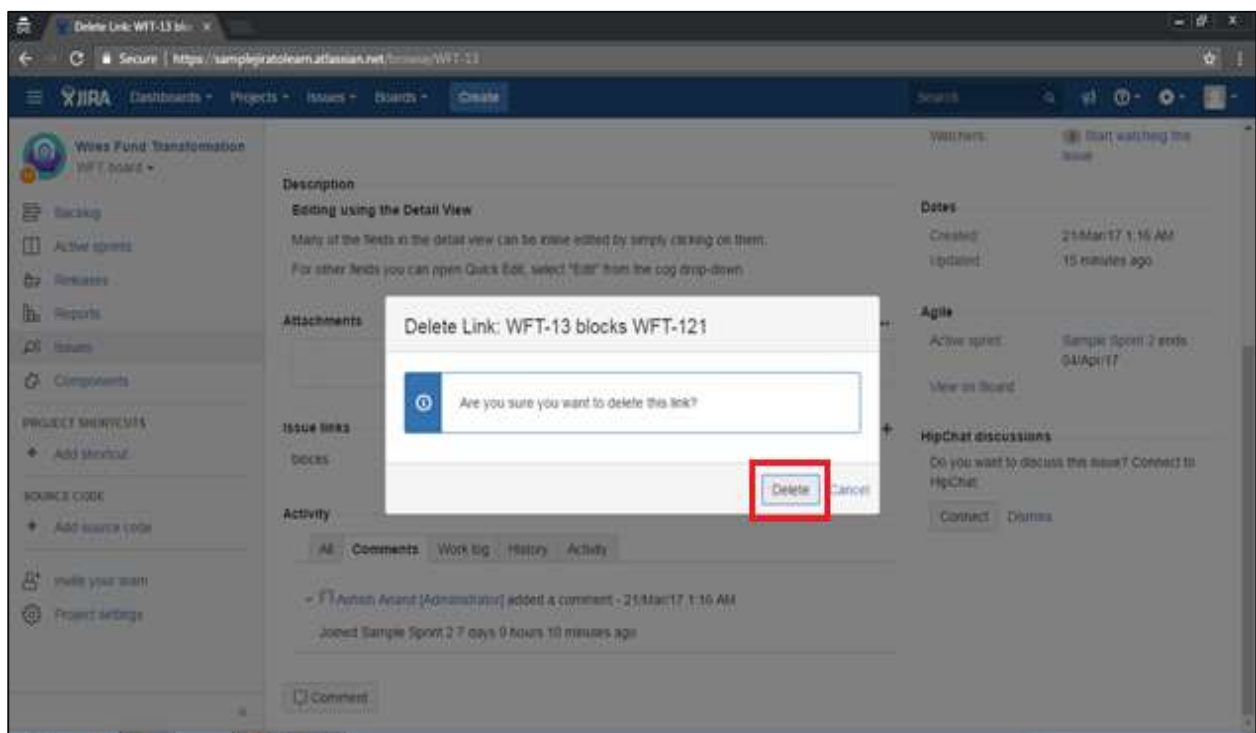 Delete Link: WFT-13 blo
Secure | https://samplejiratolearn.atlassian.net/browse/WFT-13
JIRA Dashboards Projects Issues Boards Create Search
Wires Fund Transformation
WFT board
Backlog
Active sprints
Releases
Reports
Issues
Components
PROJECT SHORTCUTS
Add shortcut
SOURCE CODE
Add source code
Invite your team
Project settings
Description
Editing using the Detail View
Many of the fields in the detail view can be inline edited by simply clicking on them.
For other fields you can open Quick Edit, select "Edit" from the cog drop-down.
Attachments
Delete Link: WFT-13 blocks WFT-121
Are you sure you want to delete this link?
Delete Cancel
Issue links
blocks
Activity
All Comments Work log History Activity
Ashish Anand [Administrator] added a comment - 21/Mar/17 1:16 AM
Joined Sample Sprint 2 7 days 9 hours 10 minutes ago
Comment
Watchers: Start watching this
issue
Dates
Created: 21/Mar/17 1:16 AM
Updated: 15 minutes ago
Agile
Active sprint: Sample Sprint 2 ends
04/Apr/17
View on Board
HipChat discussions
Do you want to discuss this issue? Connect to
HipChat.
Connect Dismiss